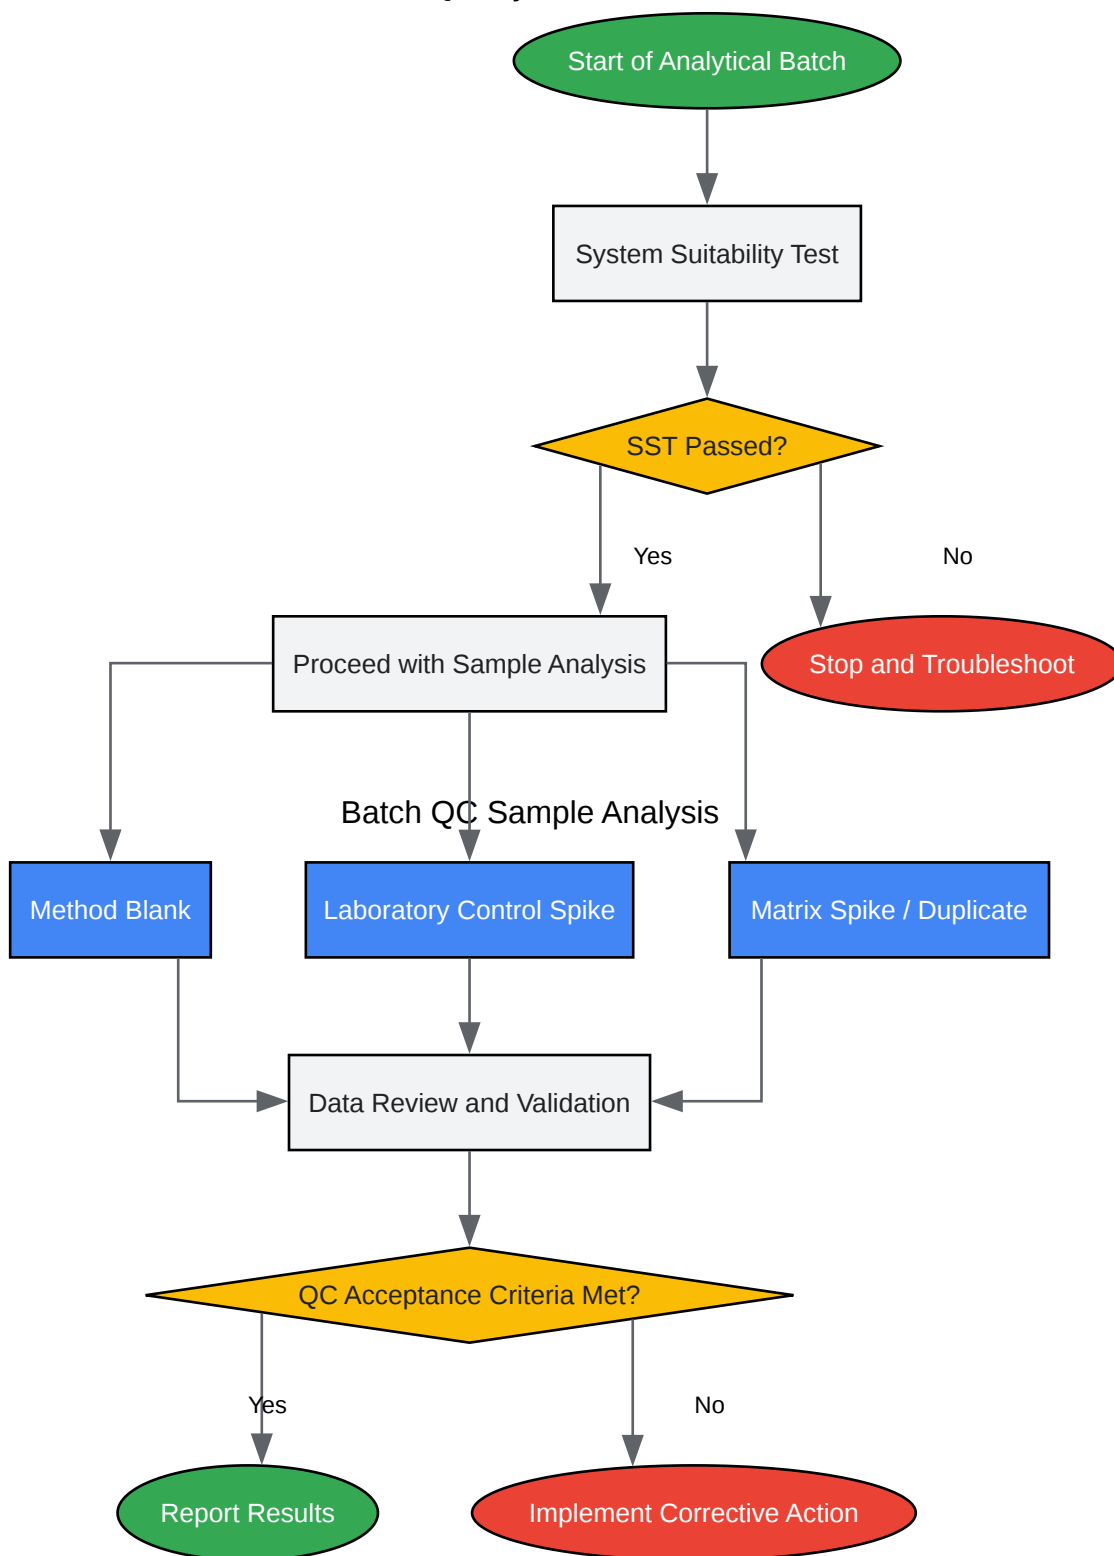 Start of Analytical Batch
System Suitability Test
SST Passed?
Yes
No
Proceed with Sample Analysis
Stop and Troubleshoot
Batch QC Sample Analysis
Method Blank
Laboratory Control Spike
Matrix Spike / Duplicate
Data Review and Validation
QC Acceptance Criteria Met?
Yes
No
Report Results
Implement Corrective Action